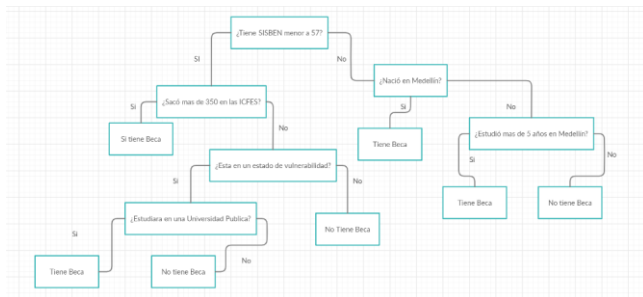 ¿Tiene SISBEN menor a 57?
SI
No
¿Nació en Medellín?
Si
¿Sacó mas de 350 en las ICFES?
Si
No
Si tiene Beca
No
Tiene Beca
¿Estudió mas de 5 años en Medellín?
¿Esta en un estado de vulnerabilidad?
Si
No
Si
No
Tiene Beca
No tiene Beca
¿Estudiara en una Universidad Publica?
No Tiene Beca
Si
No
Tiene Beca
No tiene Beca